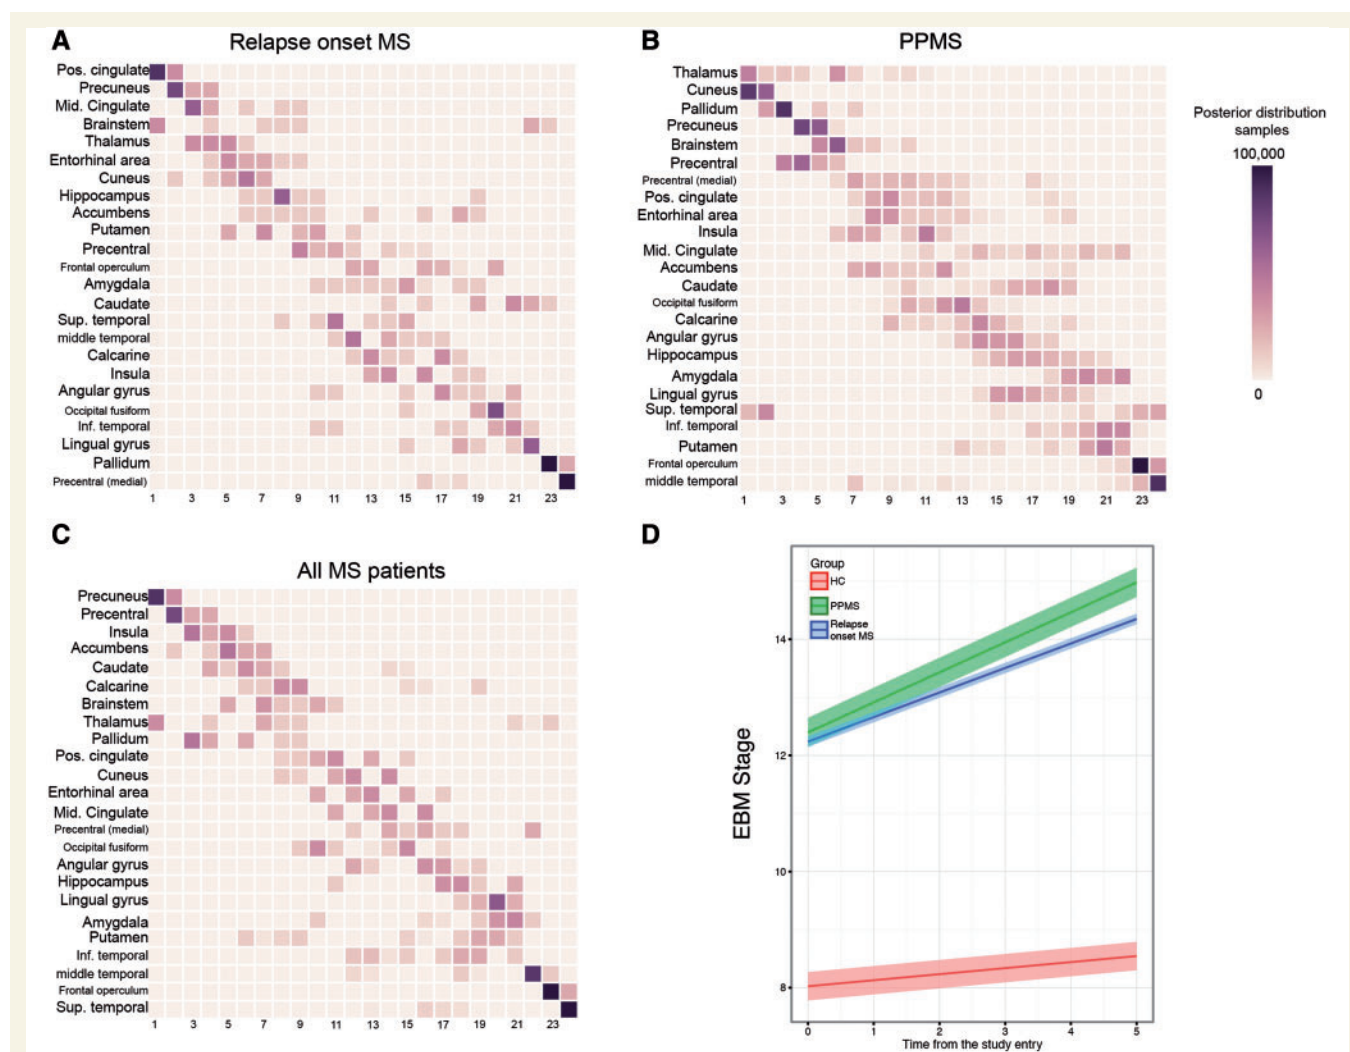 A
Relapse onset MS
Pos. cingulate
Precuneus
Mid. Cingulate
Brainstem
Thalamus
Entorhinal area
Cuneus
Hippocampus
Accumbens
Putamen
Precentral
Frontal operculum
Amygdala
Caudate
Sup. temporal
middle temporal
Calcarine
Insula
Angular gyrus
Occipital fusiform
Inf. temporal
Lingual gyrus
Pallidum
Precentral (medial)
1 3 5 7 9 11 13 15 17 19 21 23
B
PPMS
Thalamus
Cuneus
Pallidum
Precuneus
Brainstem
Precentral
Precentral (medial)
Pos. cingulate
Entorhinal area
Insula
Mid. Cingulate
Accumbens
Caudate
Occipital fusiform
Calcarine
Angular gyrus
Hippocampus
Amygdala
Lingual gyrus
Sup. temporal
Inf. temporal
Putamen
Frontal operculum
middle temporal
1 3 5 7 9 11 13 15 17 19 21 23
Posterior distribution
samples
100,000
0
C
All MS patients
Precuneus
Precentral
Insula
Accumbens
Caudate
Calcarine
Brainstem
Thalamus
Pallidum
Pos. cingulate
Cuneus
Entorhinal area
Mid. Cingulate
Precentral (medial)
Occipital fusiform
Angular gyrus
Hippocampus
Lingual gyrus
Amygdala
Putamen
Inf. temporal
middle temporal
Frontal operculum
Sup. temporal
1 3 5 7 9 11 13 15 17 19 21 23
D
Group
HC
PPMS
Relapse
onset MS
EBM Stage
14
12
10
8
0 1 2 3 4 5
Time from the study entry